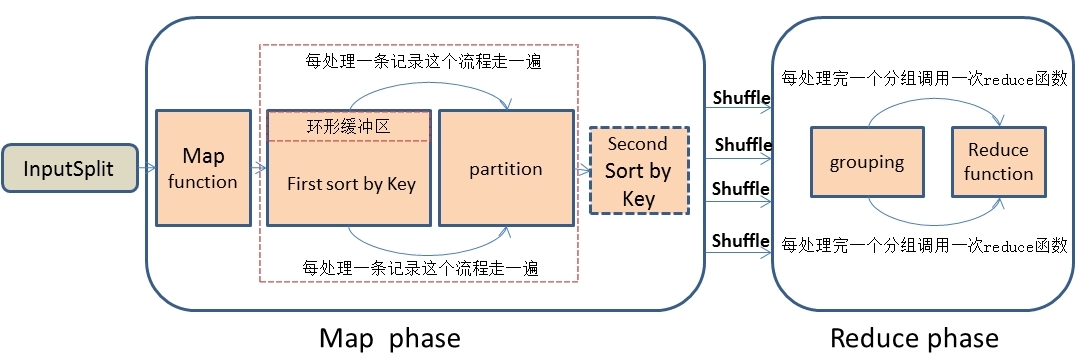 每处理一条记录这个流程走一遍
环形缓冲区
InputSplit
Map
function
First sort by Key
partition
Second
Sort by
Key
每处理一条记录这个流程走一遍
Shuffle
Shuffle
Shuffle
Shuffle
每处理完一个分组调用一次reduce函数
grouping
Reduce
function
每处理完一个分组调用一次reduce函数
Map phase
Reduce phase